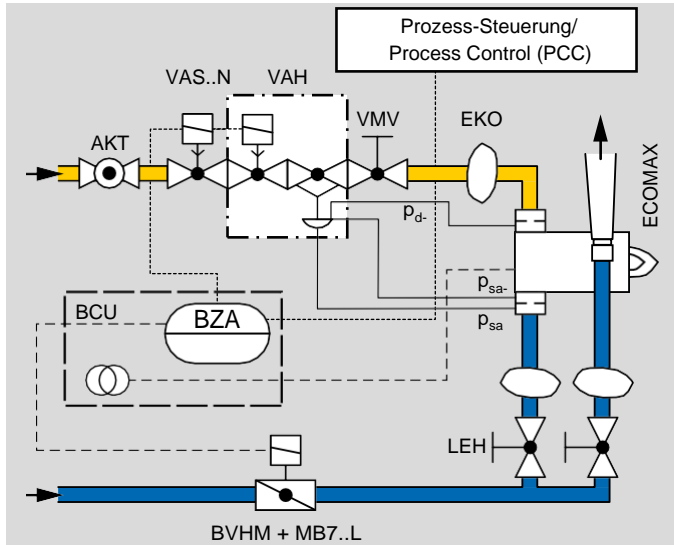 Prozess-Steuerung/
Process Control (PCC)
VAS..N
VAH
VMV
EKO
AKT
ECOMAX
pd-
psa-
psa
BCU
BZA
LEH
BVHM + MB7..L